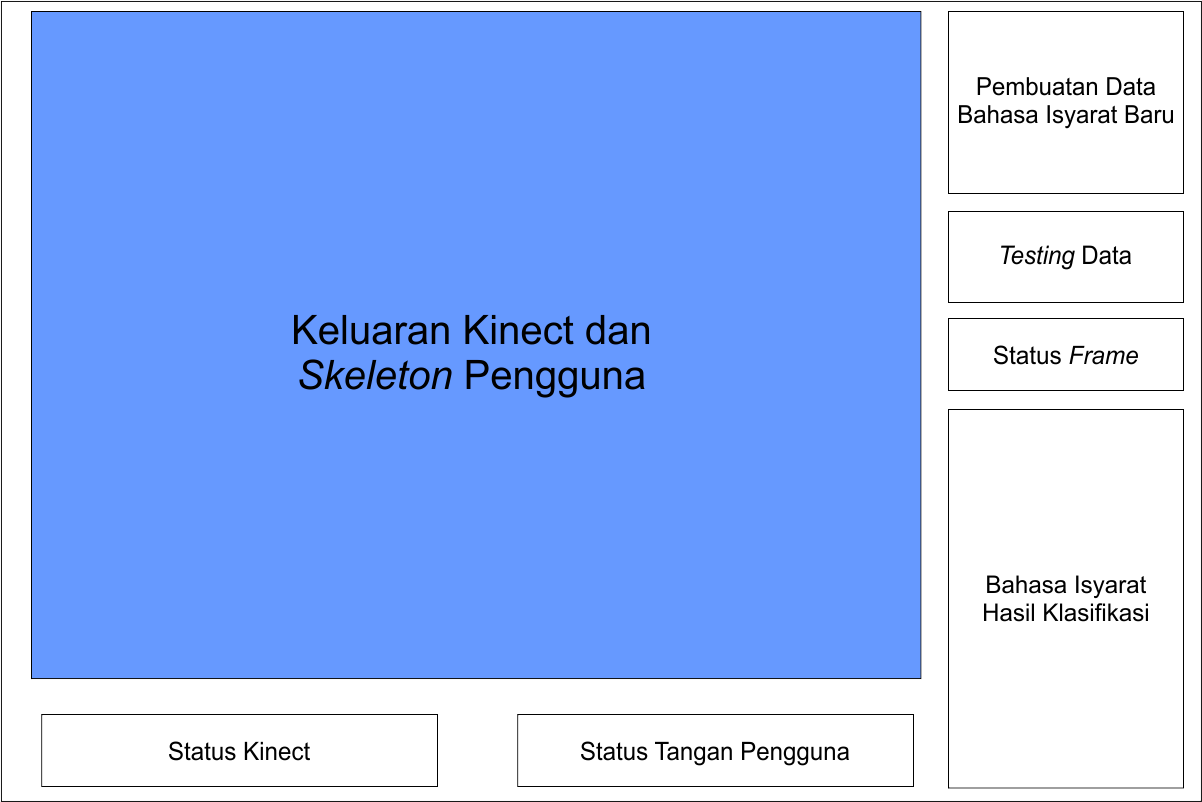 Keluaran Kinect dan
Skeleton Pengguna
Pembuatan Data
Bahasa Isyarat Baru
Testing Data
Status Frame
Bahasa Isyarat
Hasil Klasifikasi
Status Kinect
Status Tangan Pengguna